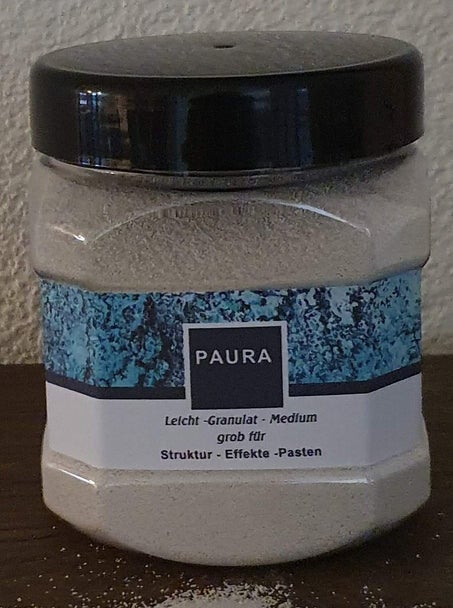 PAURA
Leicht -Granulat - Medium
grob für
Struktur - Effekte -Pasten